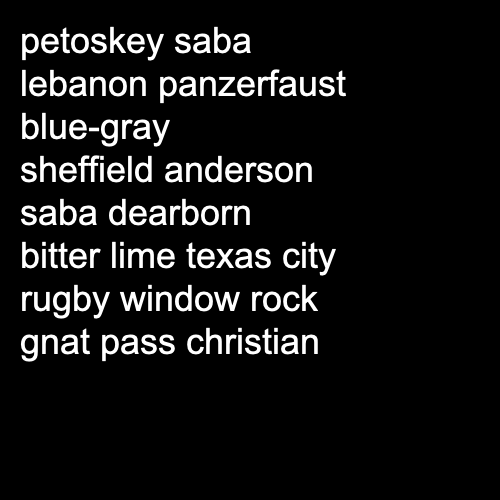 petoskey saba
lebanon panzerfaust
blue-gray
sheffield anderson
saba dearborn
bitter lime texas city
rugby window rock
gnat pass christian